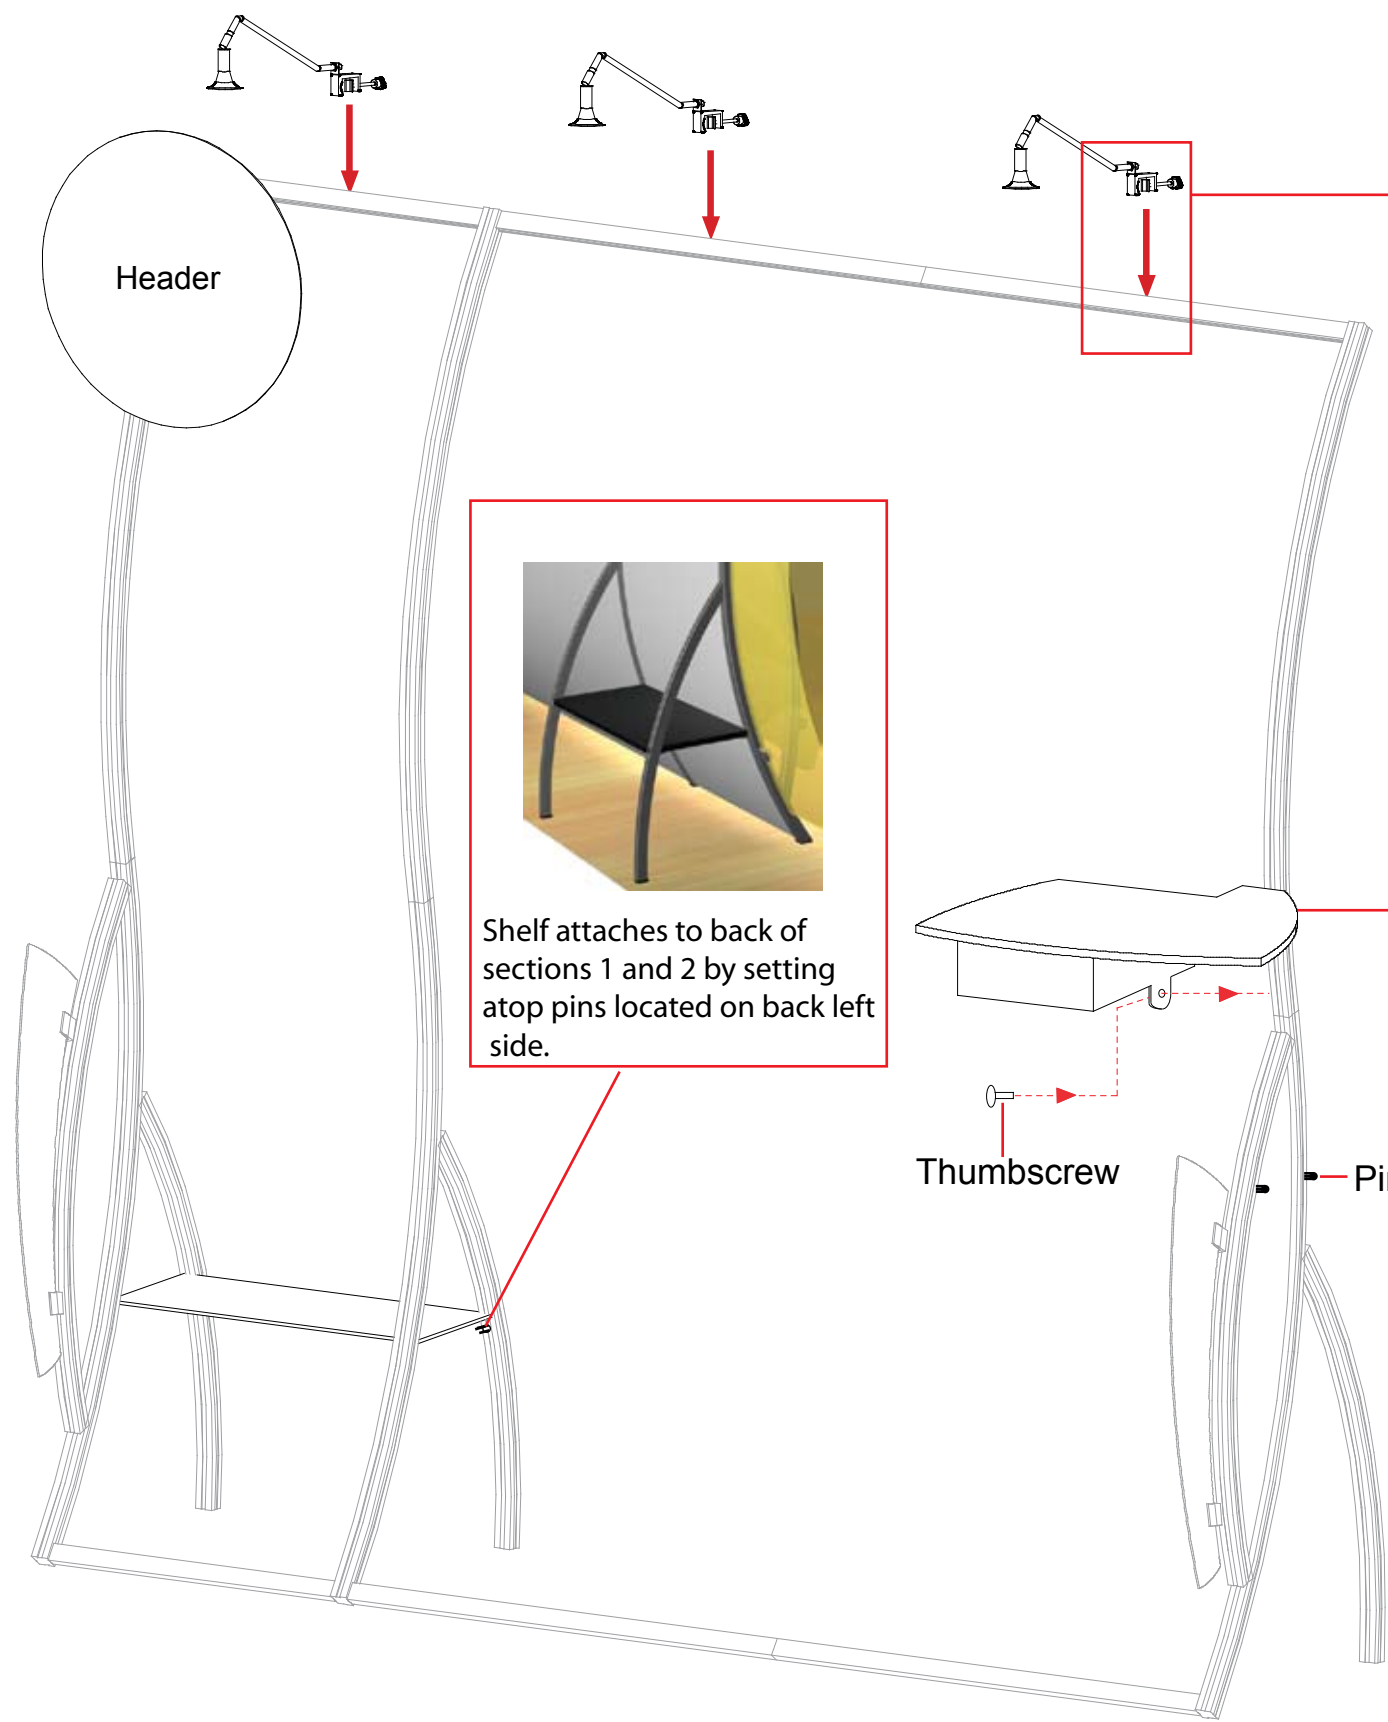 Header
Shelf attaches to back of
sections 1 and 2 by setting
atop pins located on back left
side.
Thumbscrew